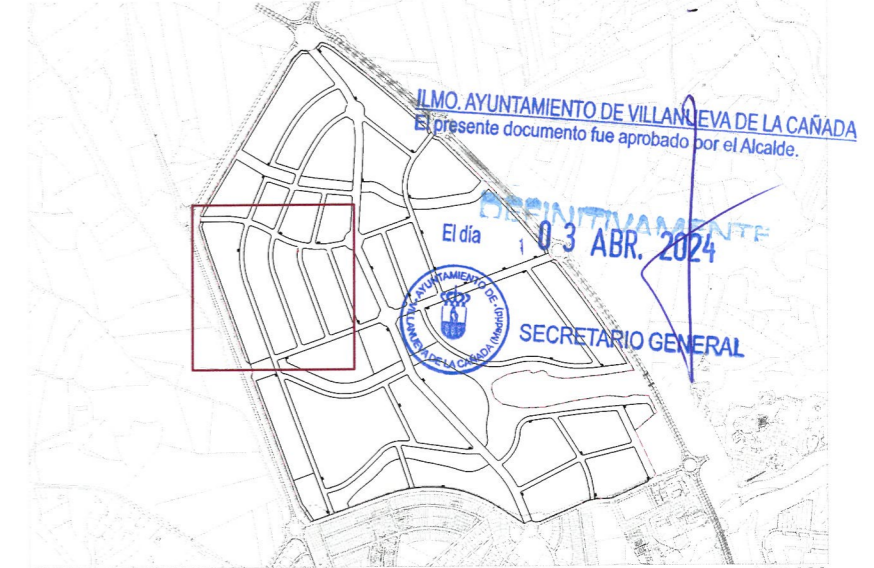 ILMO. AYUNTAMIENTO DE VILLANUEVA DE LA CAÑADA
El presente documento fue aprobado por el Alcalde.
DEFINITIVAMENTE
El día 03 ABR. 2024
AYUNTAMIENTO DE VILLANUEVA DE LA CAÑADA (Madrid)
SECRETARIO GENERAL